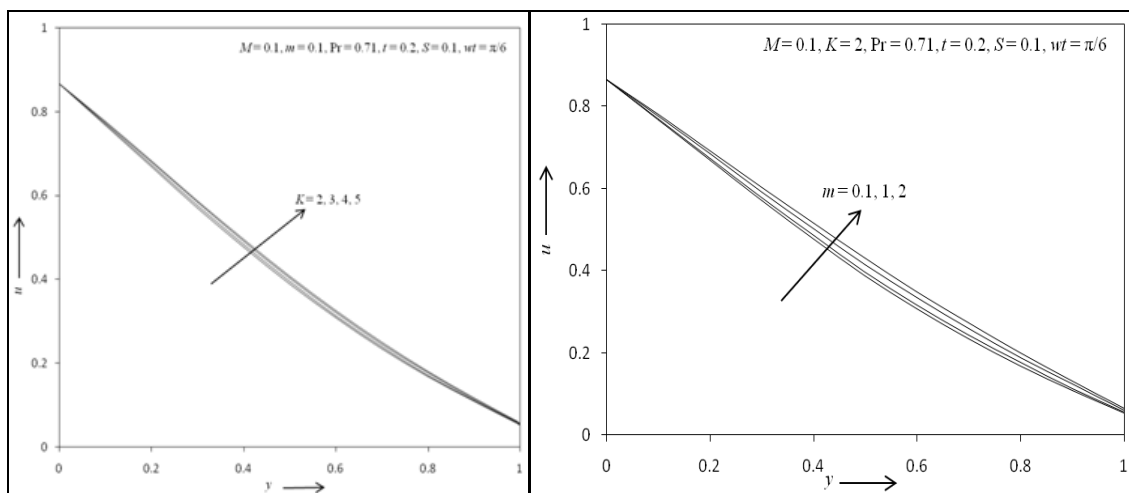 M = 0.1, m = 0.1, Pr = 0.71, t = 0.2, S = 0.1, wt = π/6
1
0.8
0.6
0.4
0.2
0
K = 2, 3, 4, 5
u
0 0.2 0.4 0.6 0.8 1
y
M = 0.1, K = 2, Pr = 0.71, t = 0.2, S = 0.1, wt = π/6
1
0.8
0.6
0.4
0.2
0
m = 0.1, 1, 2
u
0 0.2 0.4 0.6 0.8 1
y